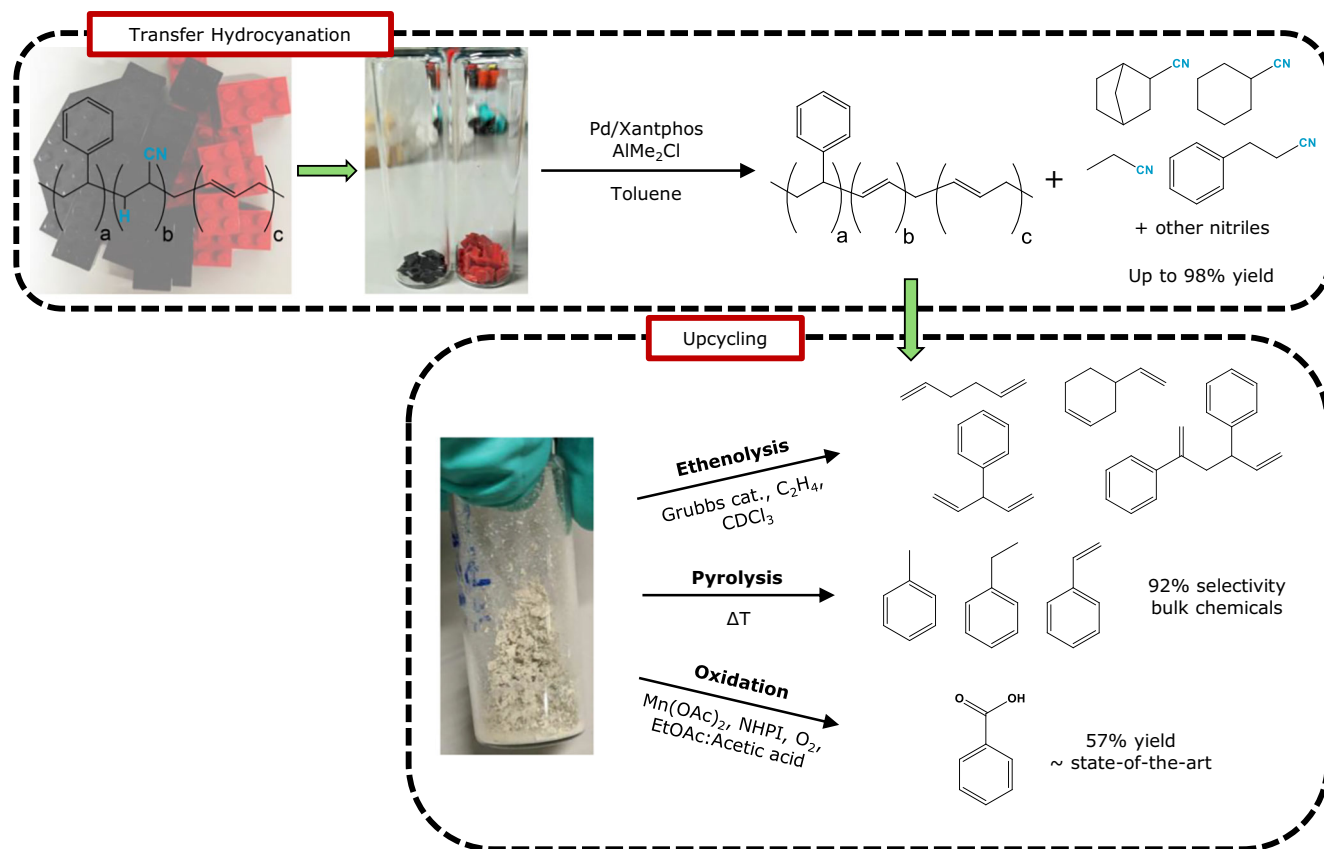 Transfer Hydrocyanation
CN
H
a
b
c
Pd/Xantphos
AlMe₂Cl
Toluene
a
b
c
+
CN
CN
CN
CN
+ other nitriles
Up to 98% yield
Upcycling
Ethenolysis
Grubbs cat., C₂H₄,
CDCl₃
Pyrolysis
ΔT
92% selectivity
bulk chemicals
Oxidation
Mn(OAc)₂, NHPI, O₂,
EtOAc:Acetic acid
O
OH
57% yield
~ state-of-the-art